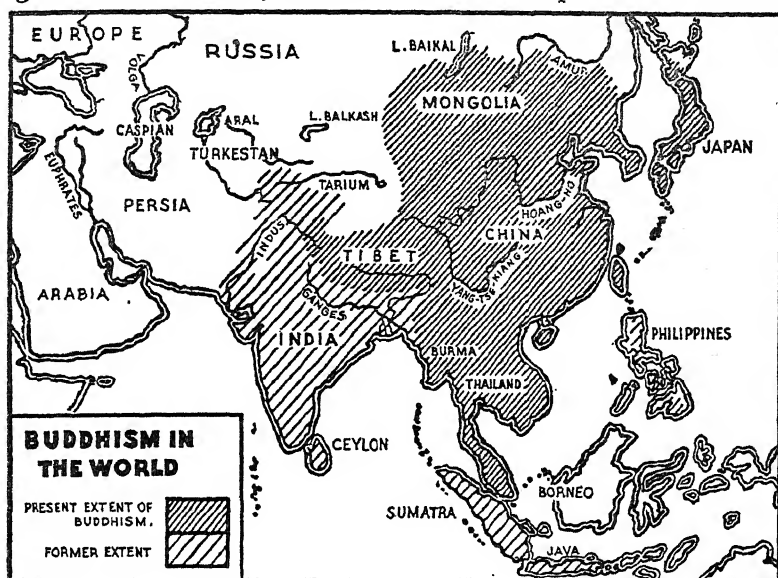 EUROPE
RUSSIA
VOLGA
L. BAIKAL
AMUR
MONGOLIA
ARAL
L. BALKASH
CASPIAN
TURKESTAN
JAPAN
EUPHRATES
TARIUM
PERSIA
HOANG-HO
INDUS
CHINA
TIBET
YANG-TSE-KIANG
ARABIA
GANGES
INDIA
PHILIPPINES
BURMA
THAILAND
BUDDHISM IN
THE WORLD
CEYLON
PRESENT EXTENT OF
BUDDHISM.
BORNEO
SUMATRA
FORMER EXTENT
JAVA